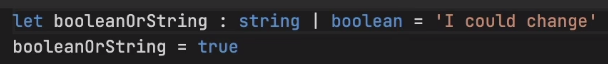 let booleanOrString : string | boolean = 'I could change'
booleanOrString = true